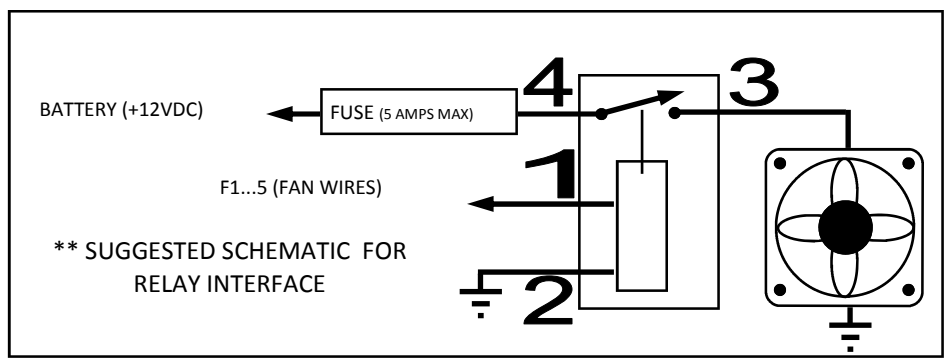 4
3
BATTERY (+12VDC)
FUSE (5 AMPS MAX)
1
F1...5 (FAN WIRES)
** SUGGESTED SCHEMATIC FOR
RELAY INTERFACE
2